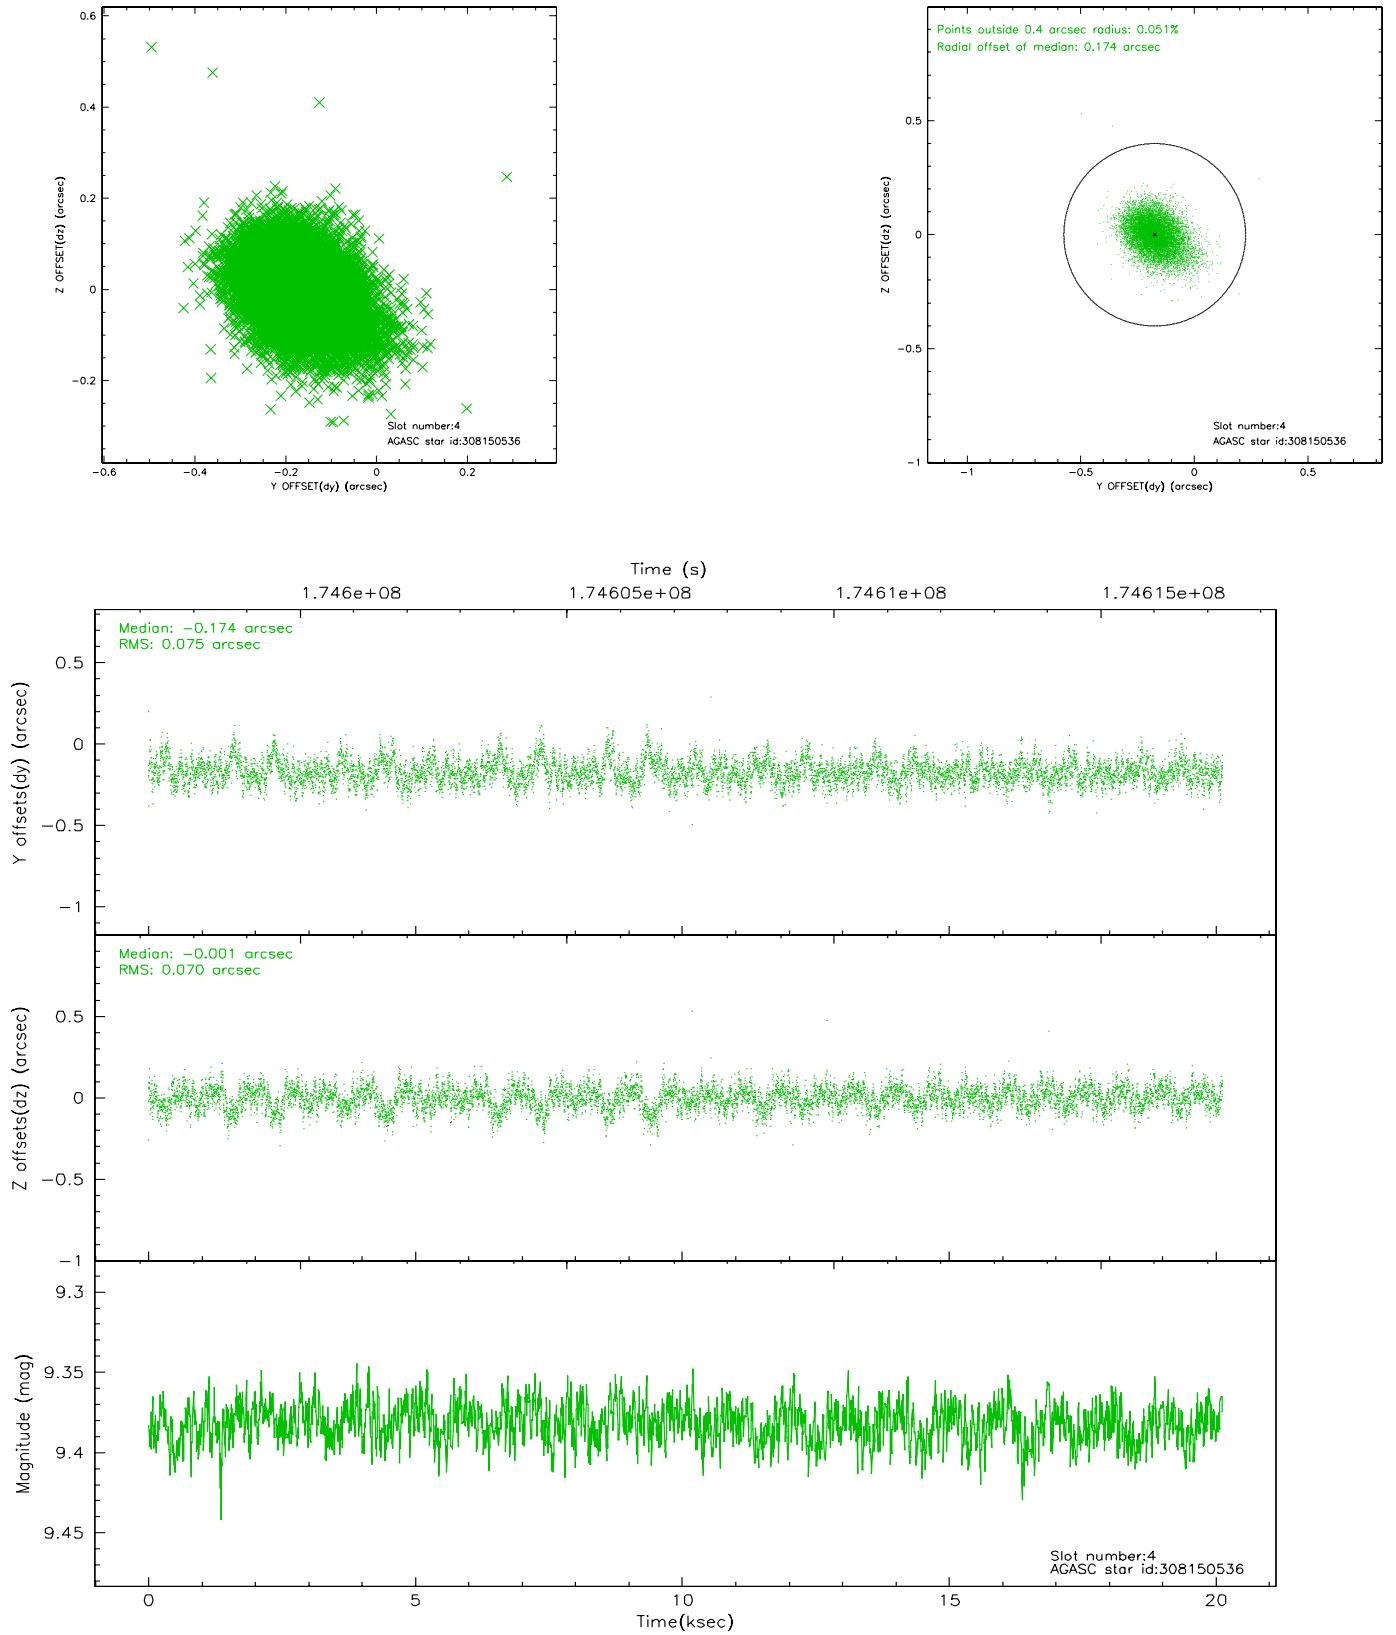 0.6
0.4
0.2
0
−0.2
Z OFFSET(dz) (arcsec)
−0.6
−0.4
−0.2
0
0.2
Y OFFSET(dy) (arcsec)
Slot number:4
AGASC star id:308150536
Points outside 0.4 arcsec radius: 0.051%
Radial offset of median: 0.174 arcsec
0.5
0
−0.5
−1
Z OFFSET(dz) (arcsec)
−1
−0.5
0
0.5
Y OFFSET(dy) (arcsec)
Slot number:4
AGASC star id:308150536
Time (s)
1.746e+08
1.74605e+08
1.7461e+08
1.74615e+08
Median: −0.174 arcsec
RMS: 0.075 arcsec
0.5
0
−0.5
−1
Y offsets(dy) (arcsec)
Median: −0.001 arcsec
RMS: 0.070 arcsec
0.5
0
−0.5
−1
Z offsets(dz) (arcsec)
9.3
9.35
9.4
9.45
Magnitude (mag)
Slot number:4
AGASC star id:308150536
0
5
10
15
20
Time(ksec)